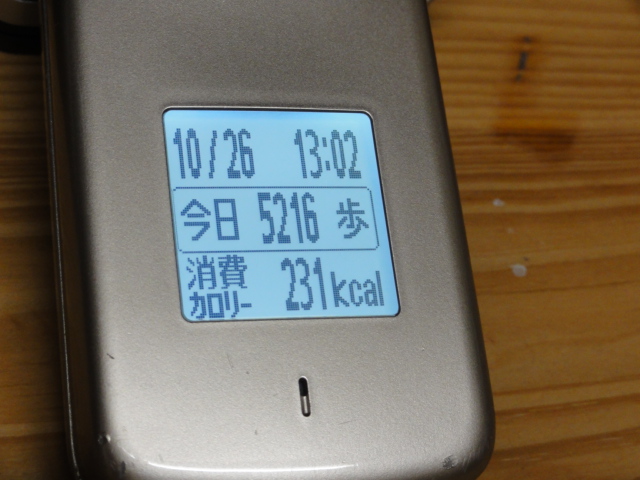 10/26 13:02
今日 5216 歩
消費
カロリー 231kcal